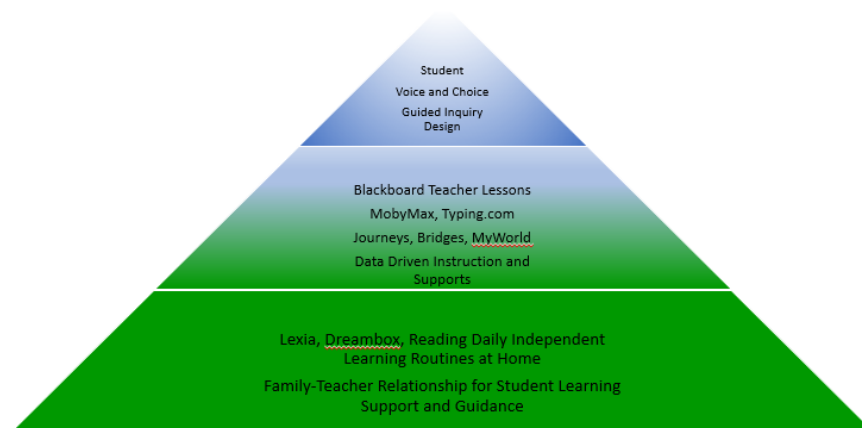 Student
Voice and Choice
Guided Inquiry
Design
Blackboard Teacher Lessons
MobyMax, Typing.com
Journeys, Bridges, MyWorld
Data Driven Instruction and
Supports
Lexia, Dreambox, Reading Daily Independent
Learning Routines at Home
Family-Teacher Relationship for Student Learning
Support and Guidance